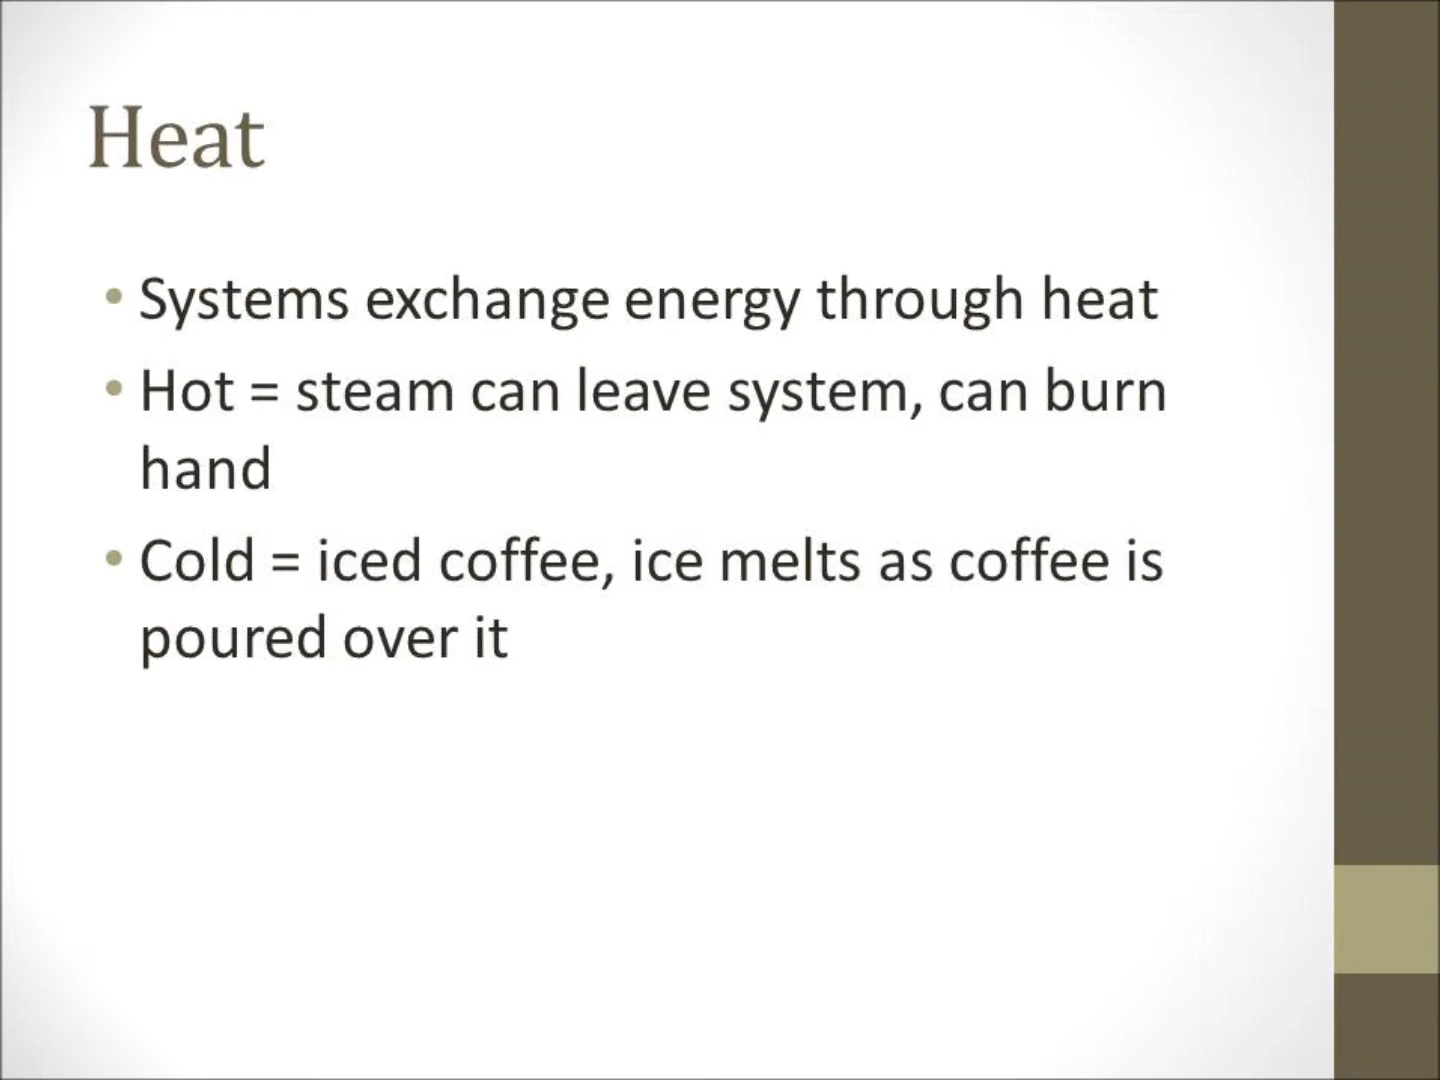 Heat
• Systems exchange energy through heat
• Hot = steam can leave system, can burn
hand
• Cold = iced coffee, ice melts as coffee is
poured over it